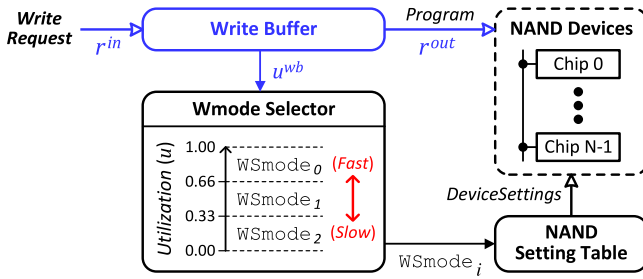 Write
Request
r^in
Write Buffer
Program
r^out
NAND Devices
Chip 0
Chip N-1
u^wb
Wmode Selector
Utilization (u)
1.00
0.66
0.33
0.00
WSmode_0
WSmode_1
WSmode_2
(Fast)
(Slow)
WSmode_i
DeviceSettings
NAND
Setting Table